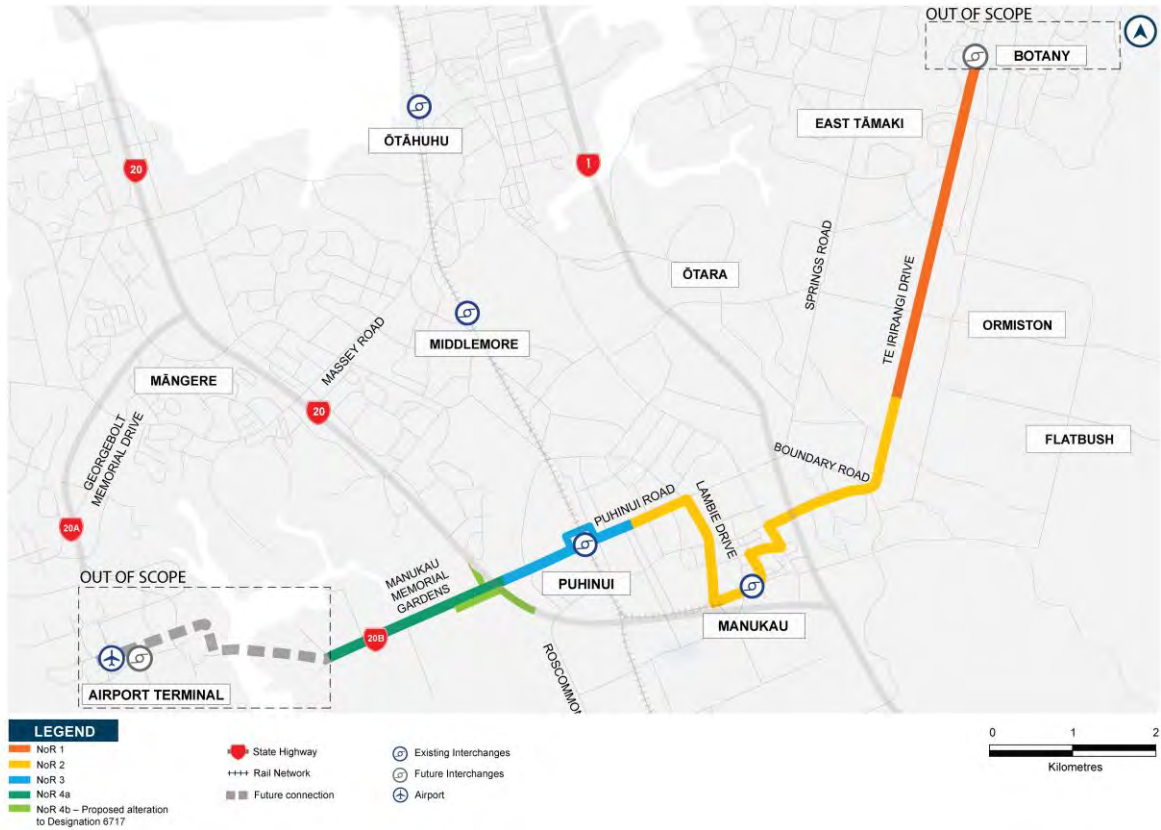 OUT OF SCOPE
BOTANY
EAST TĀMAKI
ŌTĀHUHU
20
1
SPRINGS ROAD
ŌTARA
TE IRIRANGI DRIVE
ORMISTON
MIDDLEMORE
MASSEY ROAD
MĀNGERE
20
FLATBUSH
GEORGEBOLT
MEMORIAL DRIVE
BOUNDARY ROAD
LAMBIE DRIVE
PUHINUI ROAD
20A
OUT OF SCOPE
MANUKAU
MEMORIAL
GARDENS
PUHINUI
MANUKAU
20B
ROSCOMMON
AIRPORT TERMINAL
LEGEND
NoR 1
NoR 2
NoR 3
NoR 4a
NoR 4b – Proposed alteration
to Designation 6717
State Highway
Rail Network
Future connection
Existing Interchanges
Future Interchanges
Airport
0 1 2
Kilometres